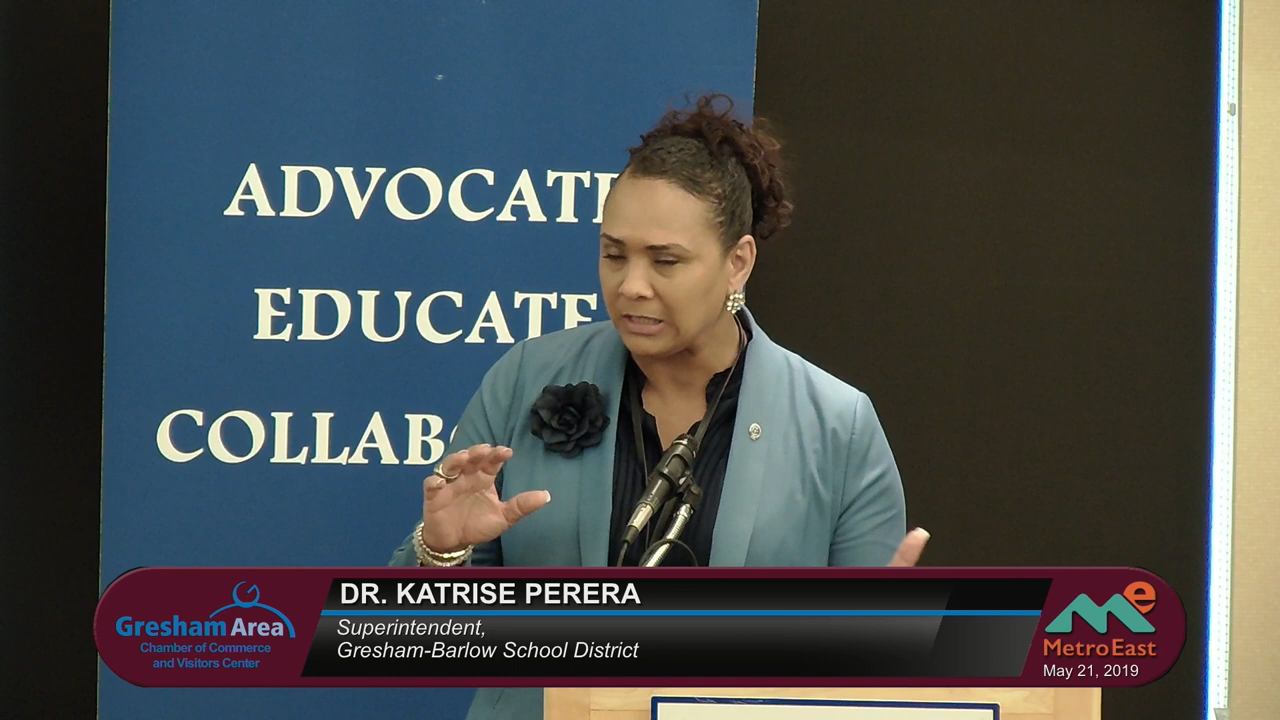 ADVOCATE
EDUCATE
COLLAB
DR. KATRISE PERERA
Superintendent,
Gresham-Barlow School District
Gresham Area
Chamber of Commerce
and Visitors Center
Me
MetroEast
May 21, 2019